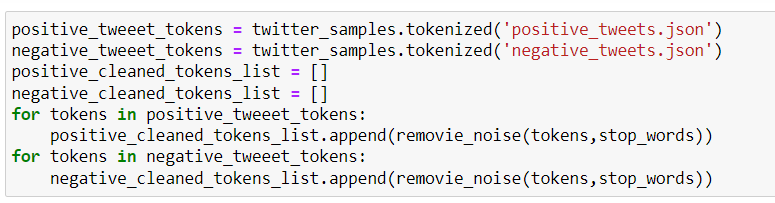 positive_tweeet_tokens = twitter_samples.tokenized('positive_tweets.json')
negative_tweeet_tokens = twitter_samples.tokenized('negative_tweets.json')
positive_cleaned_tokens_list = []
negative_cleaned_tokens_list = []
for tokens in positive_tweeet_tokens:
    positive_cleaned_tokens_list.append(removie_noise(tokens,stop_words))
for tokens in negative_tweeet_tokens:
    negative_cleaned_tokens_list.append(removie_noise(tokens,stop_words))